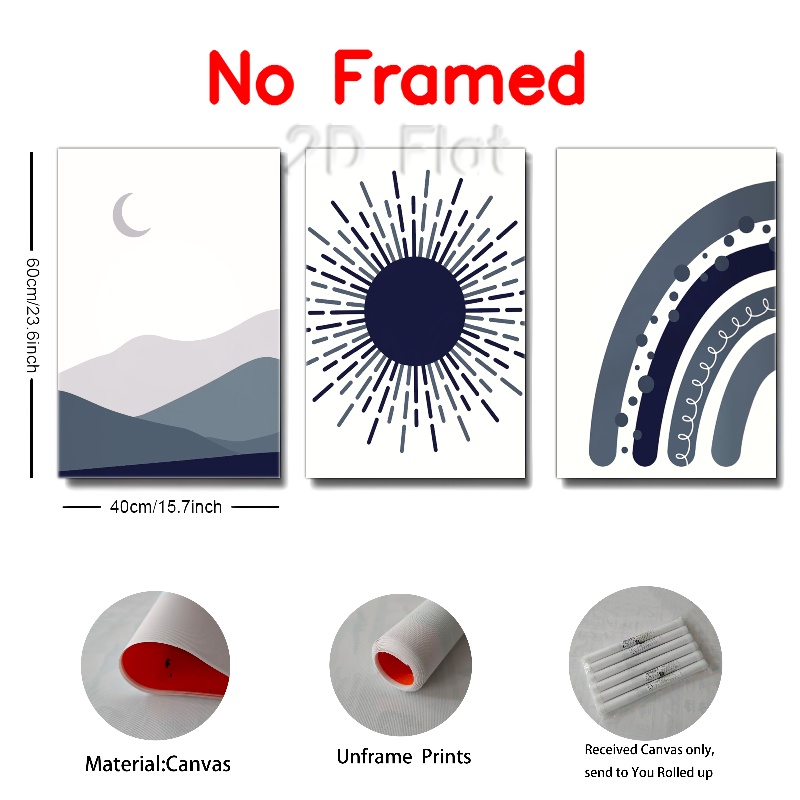 No Framed
2D Flat
60cm/23.6inch
40cm/15.7inch
Material:Canvas
Unframe Prints
Received Canvas only,
send to You Rolled up